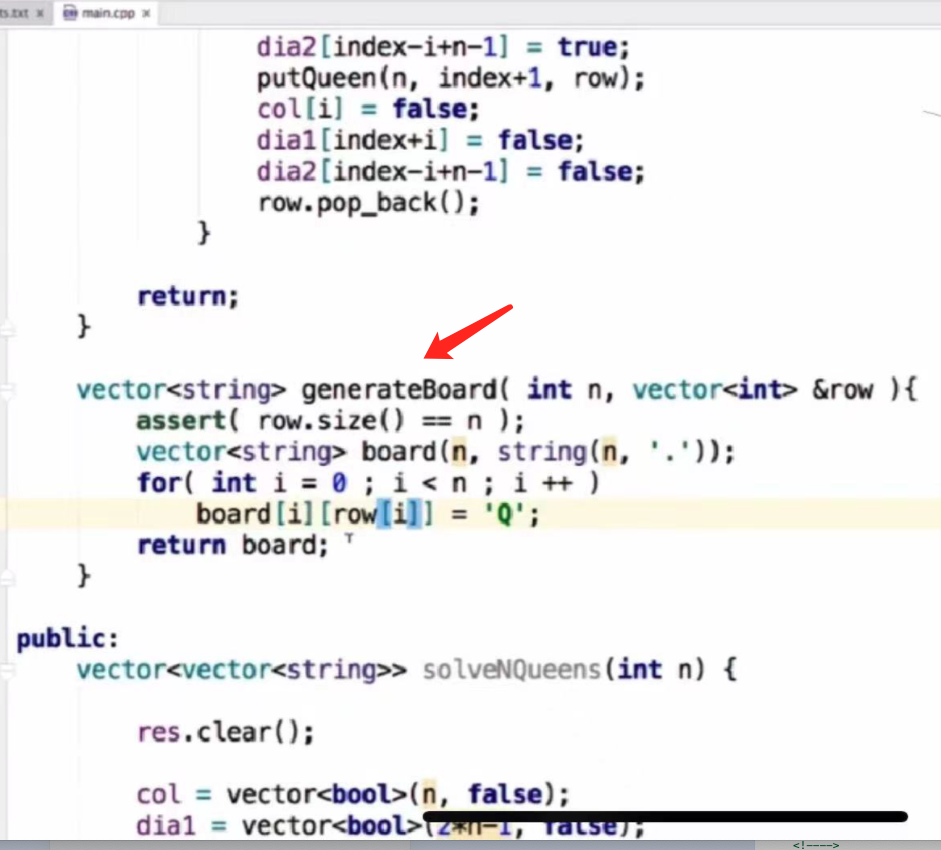 ts.txt × main.cpp ×
dia2[index-i+n-1] = true;
putQueen(n, index+1, row);
col[i] = false;
dia1[index+i] = false;
dia2[index-i+n-1] = false;
row.pop_back();
}
return;
}
vector<string> generateBoard( int n, vector<int> &row ){
assert( row.size() == n );
vector<string> board(n, string(n, '.'));
for( int i = 0 ; i < n ; i ++ )
board[i][row[i]] = 'Q';
return board;
}
public:
vector<vector<string>> solveNQueens(int n) {
res.clear();
col = vector<bool>(n, false);
dia1 = vector<bool>(2*n-1, false);
<!---->